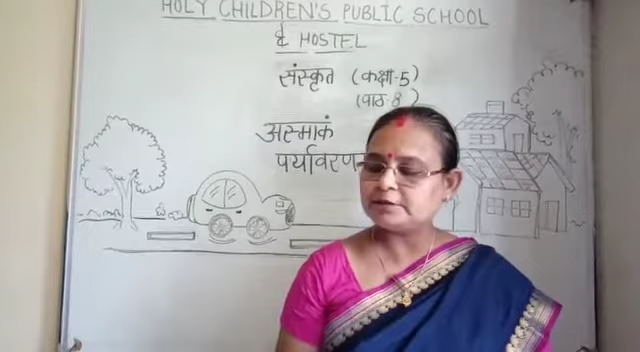 HOLY CHILDREN'S PUBLIC SCHOOL
& HOSTEL
संस्कृत (कक्षा-5)
(पाठ-8)
अस्माकं
पर्यावरण